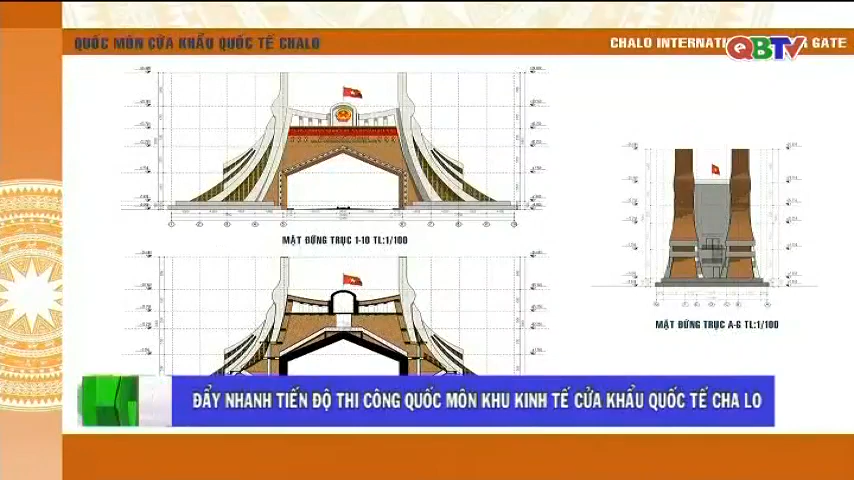 QUỐC MÔN CỬA KHẨU QUỐC TẾ CHALO
CHALO INTERNATI
GATE
QBTV
MẶT ĐỨNG TRỤC 1-10 TL:1/100
MẶT ĐỨNG TRỤC A-G TL:1/100
ĐẨY NHANH TIẾN ĐỘ THI CÔNG QUỐC MÔN KHU KINH TẾ CỬA KHẨU QUỐC TẾ CHA LO